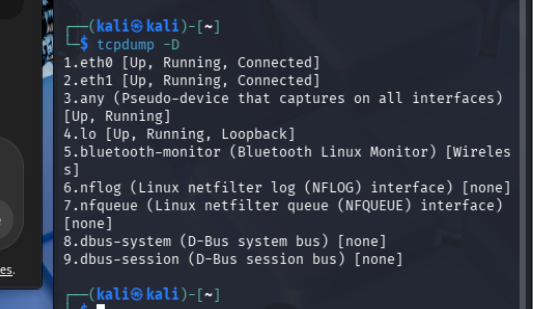 ┌──(kali㉿kali)-[~]
└─$ tcpdump -D
1.eth0 [Up, Running, Connected]
2.eth1 [Up, Running, Connected]
3.any (Pseudo-device that captures on all interfaces)
[Up, Running]
4.lo [Up, Running, Loopback]
5.bluetooth-monitor (Bluetooth Linux Monitor) [Wireles
s]
6.nflog (Linux netfilter log (NFLOG) interface) [none]
7.nfqueue (Linux netfilter queue (NFQUEUE) interface)
[none]
8.dbus-system (D-Bus system bus) [none]
9.dbus-session (D-Bus session bus) [none]
es.
┌──(kali㉿kali)-[~]
└─$